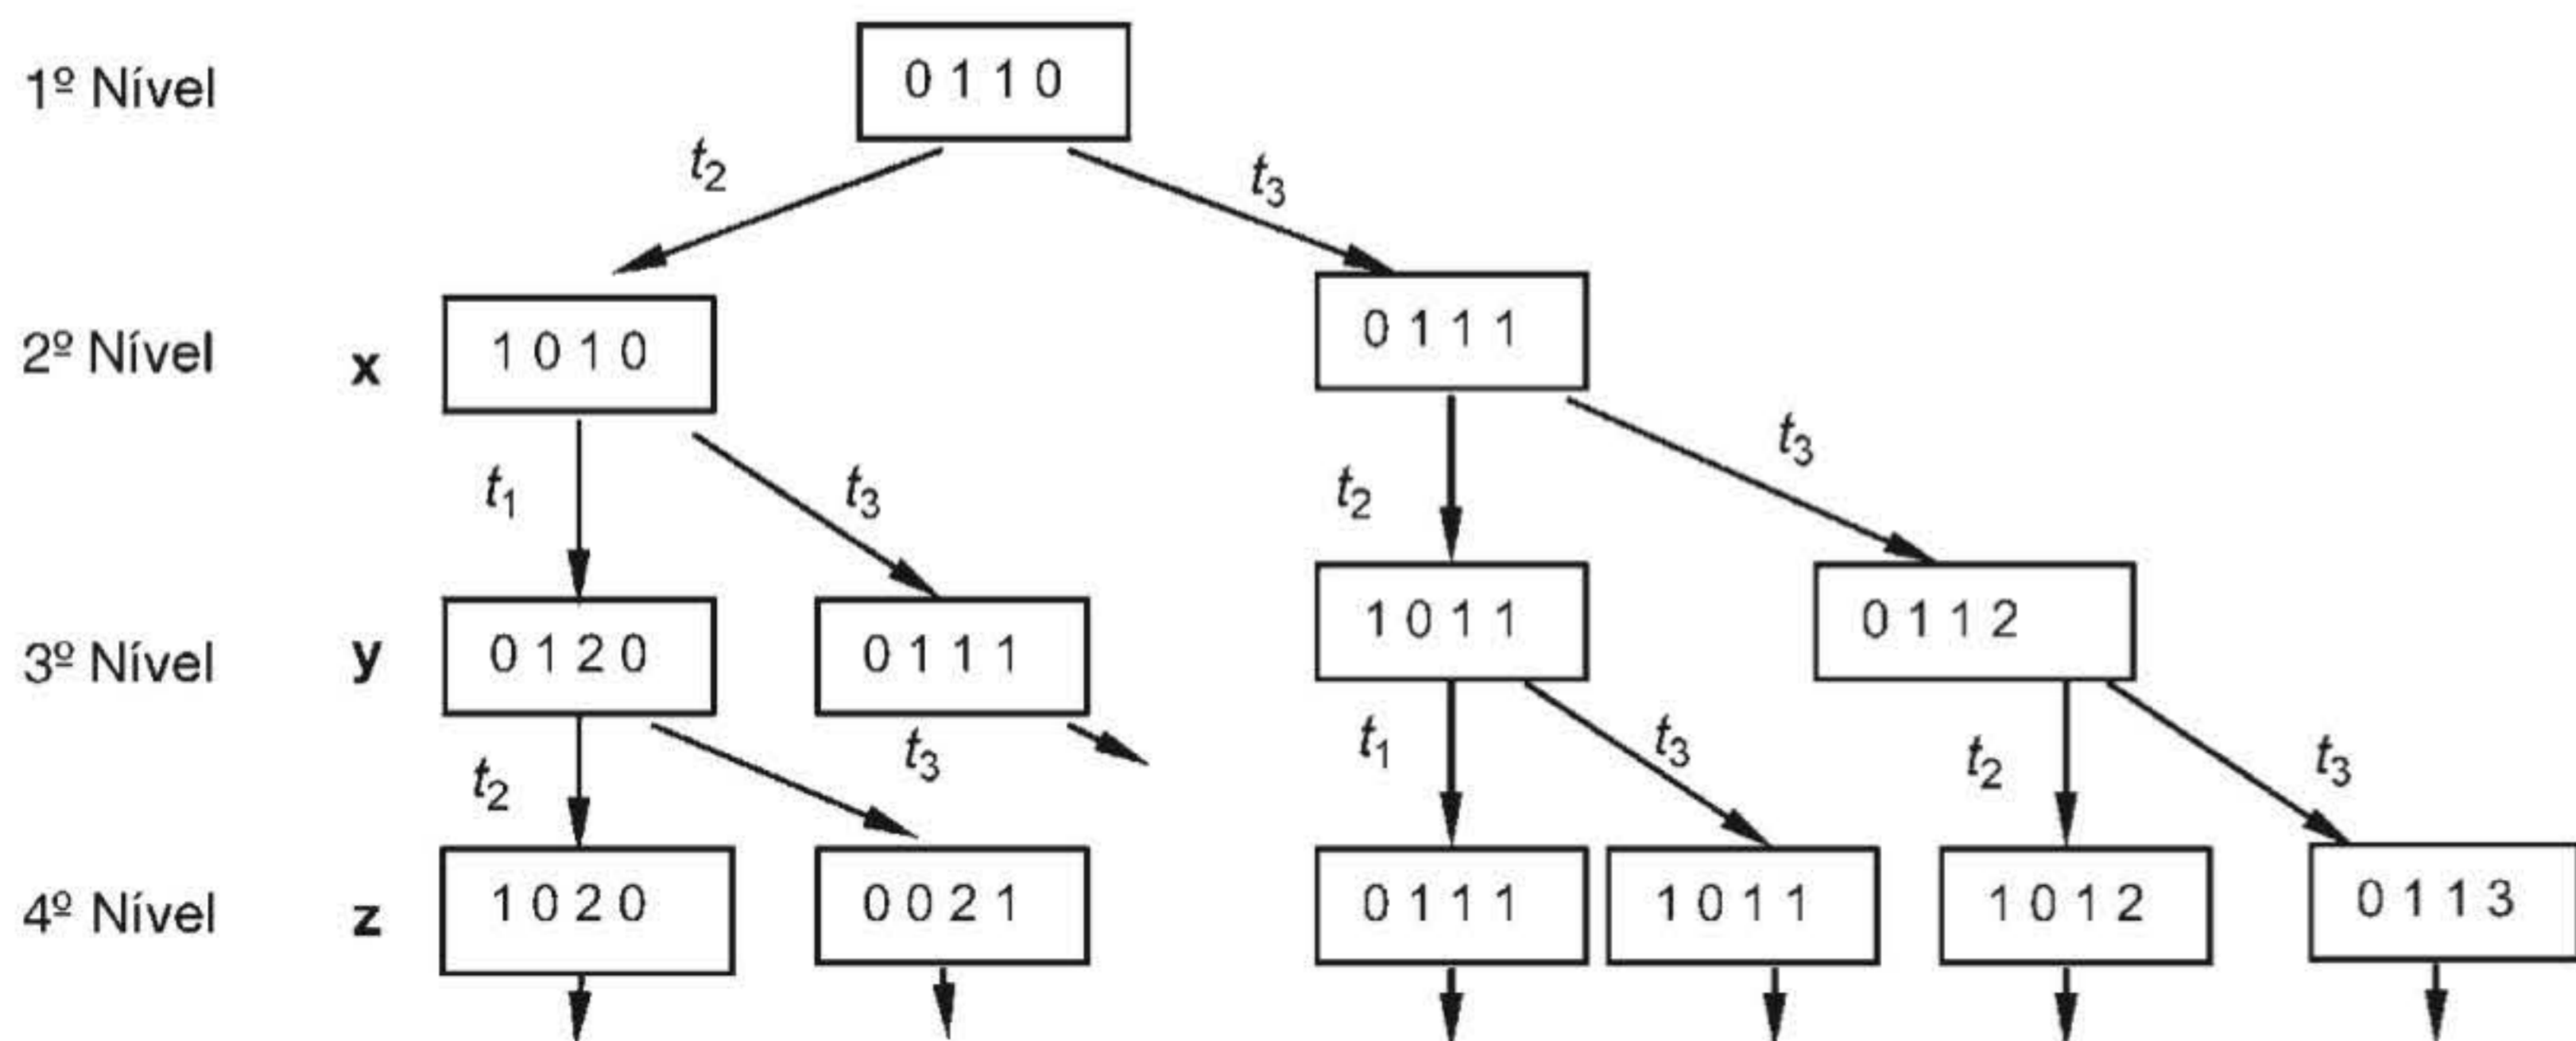 1º Nível
0 1 1 0
t2 t3
2º Nível x 1 0 1 0 0 1 1 1
t1 t3 t2 t3
3º Nível y 0 1 2 0 0 1 1 1 1 0 1 1 0 1 1 2
t2 t3 t1 t3 t2 t3
4º Nível z 1 0 2 0 0 0 2 1 0 1 1 1 1 0 1 1 1 0 1 2 0 1 1 3